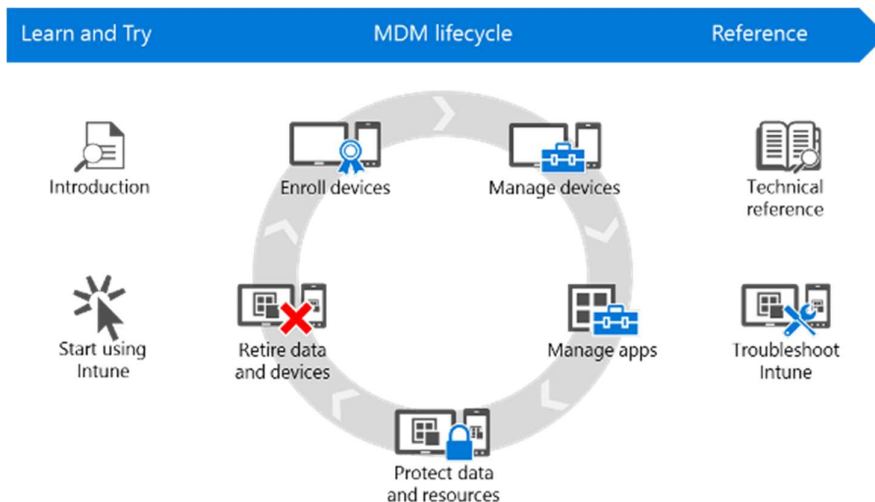 Learn and Try
MDM lifecycle
Reference
Introduction
Enroll devices
Manage devices
Technical
reference
Start using
Intune
Retire data
and devices
Manage apps
Troubleshoot
Intune
Protect data
and resources